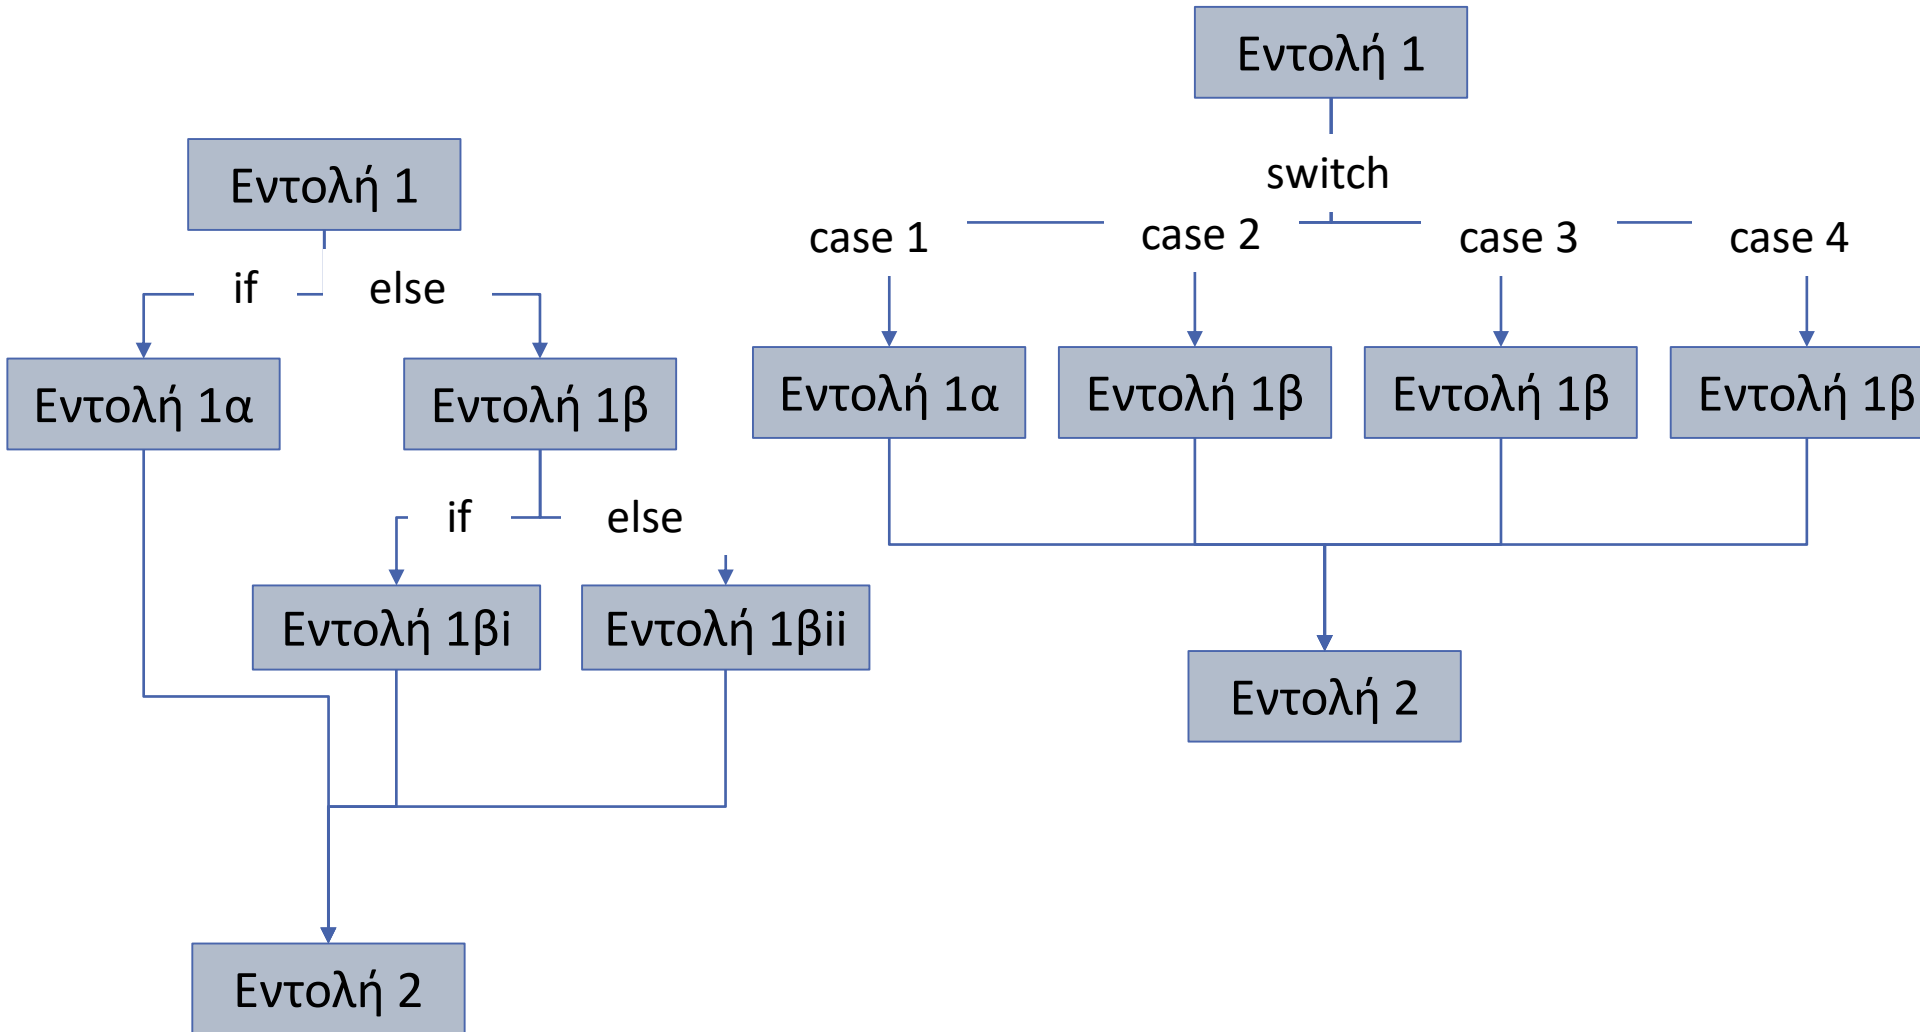 Εντολή 1
if
else
Εντολή 1α
Εντολή 1β
if
else
Εντολή 1βi
Εντολή 1βii
Εντολή 2
Εντολή 1
switch
case 1
case 2
case 3
case 4
Εντολή 1α
Εντολή 1β
Εντολή 1β
Εντολή 1β
Εντολή 2